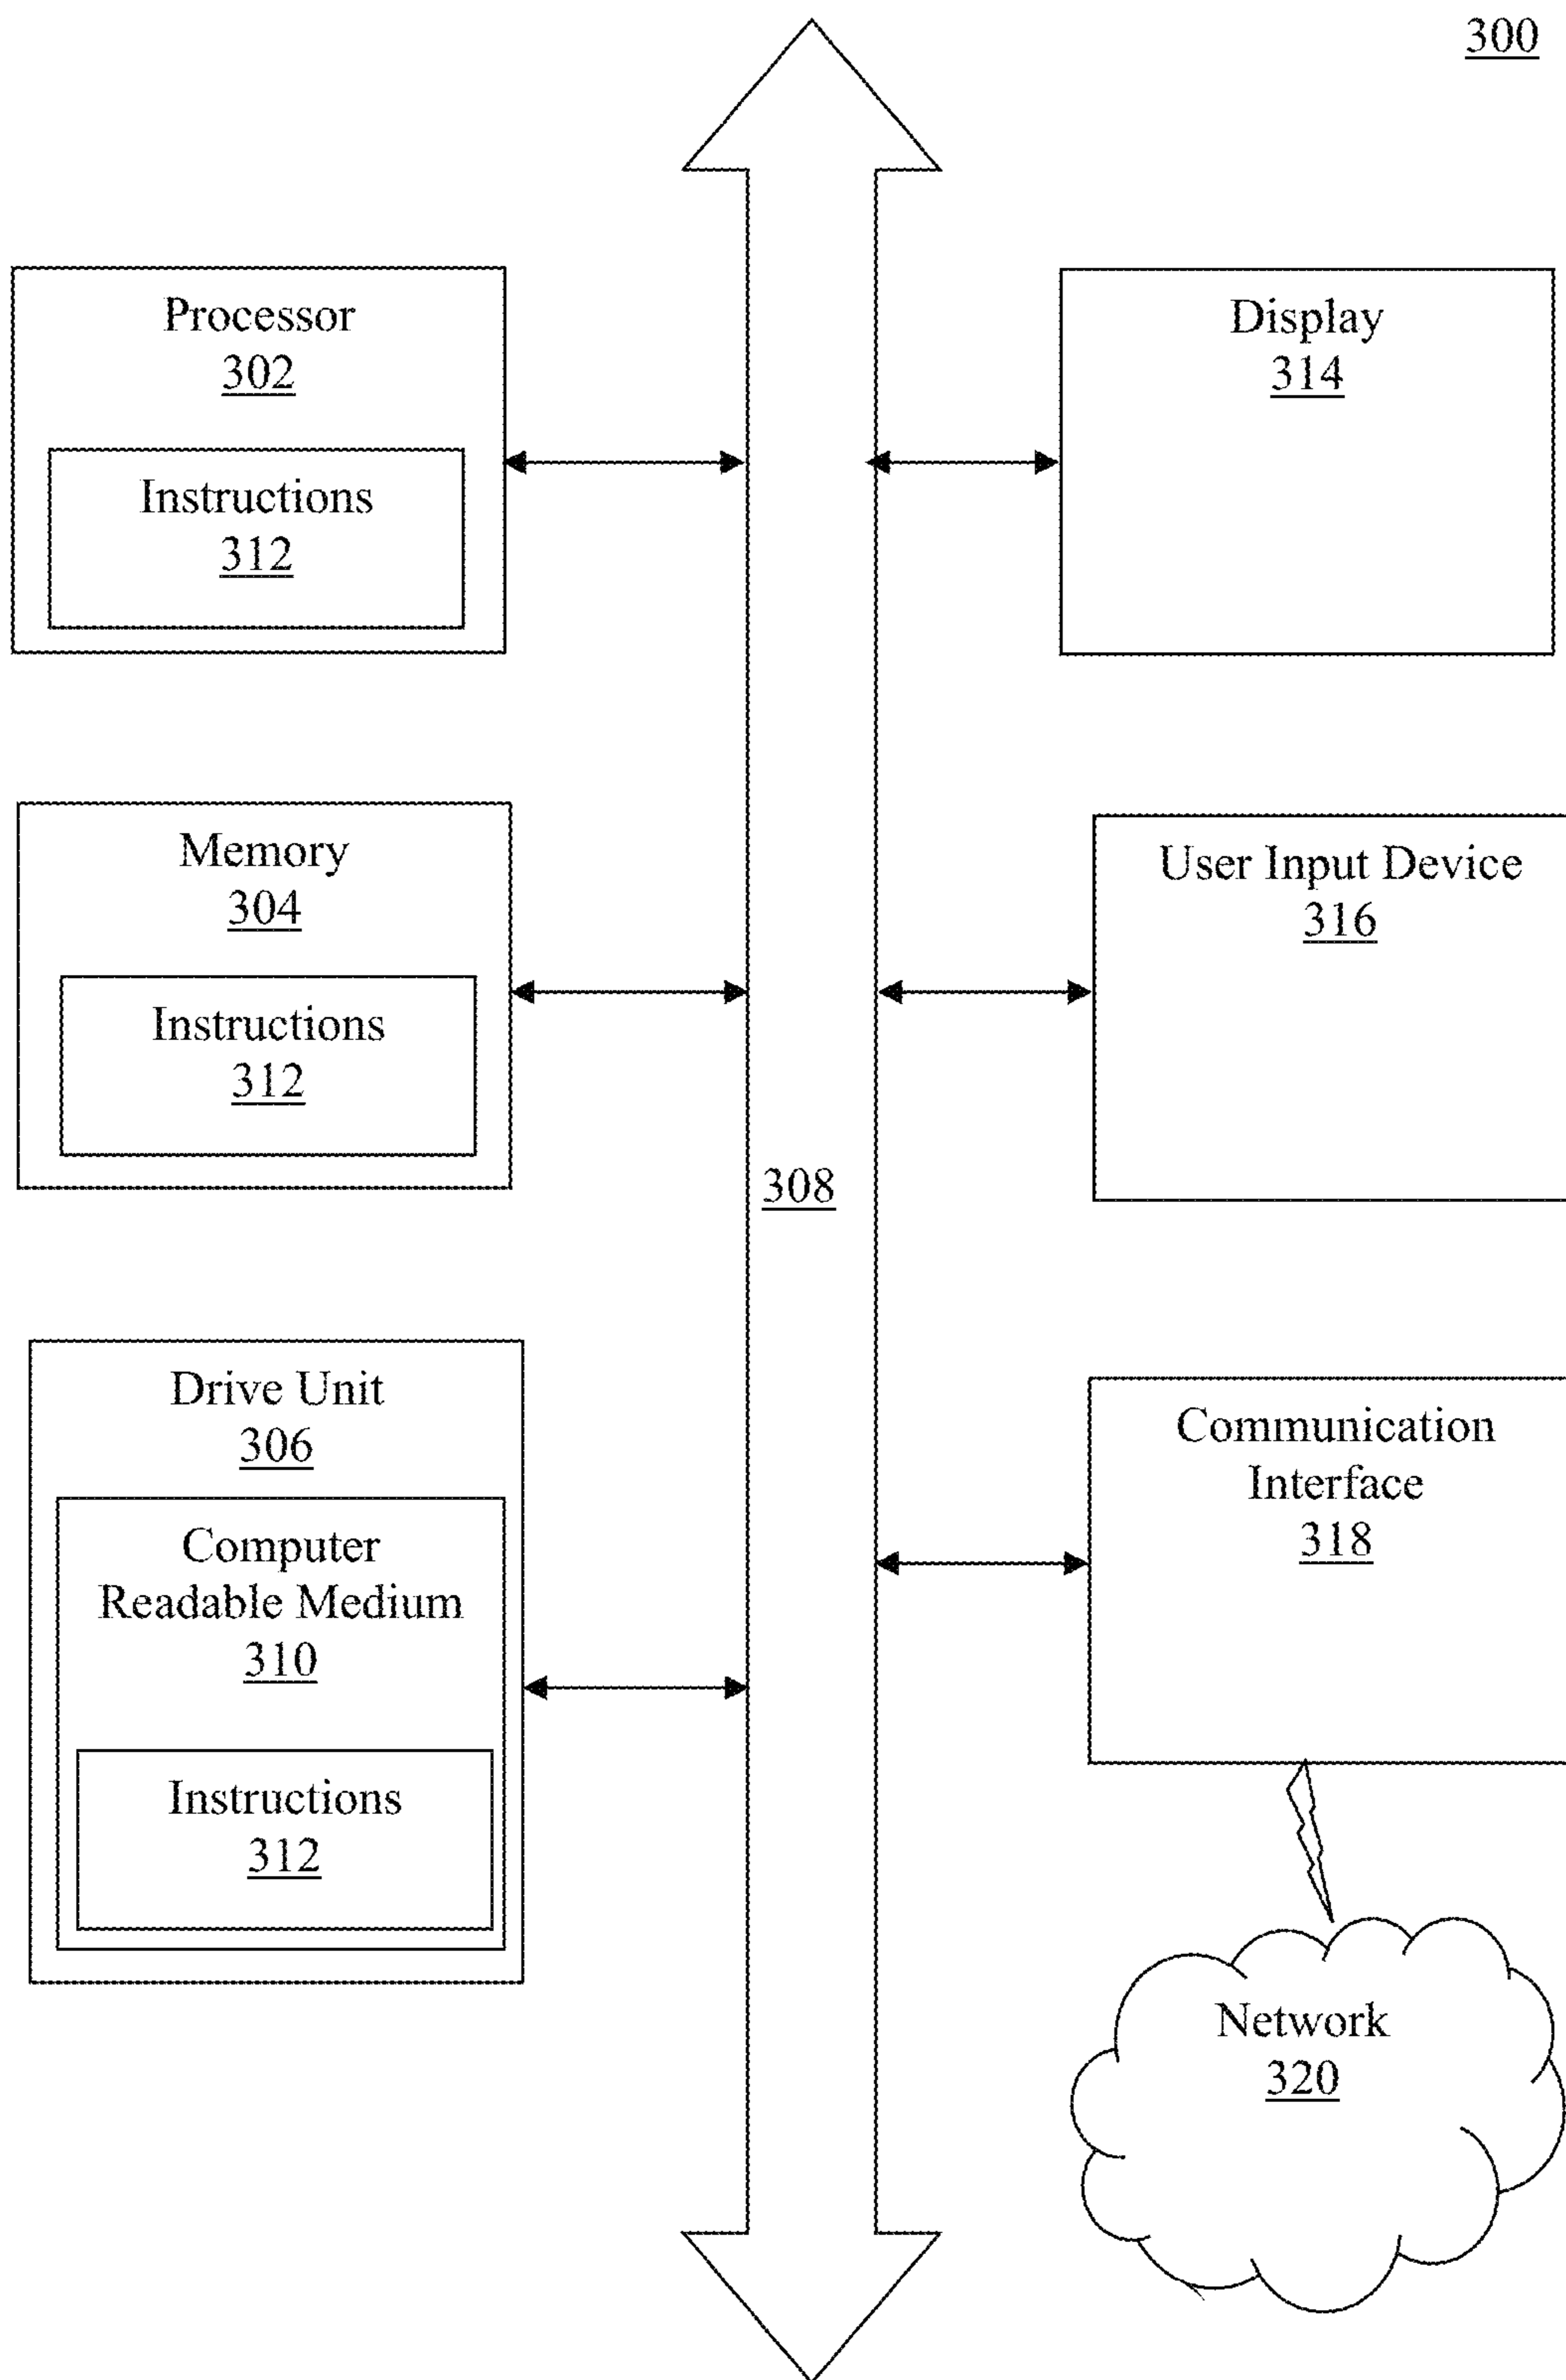 300
Processor
302
Instructions
312
Display
314
Memory
304
Instructions
312
User Input Device
316
308
Drive Unit
306
Computer
Readable Medium
310
Instructions
312
Communication
Interface
318
Network
320